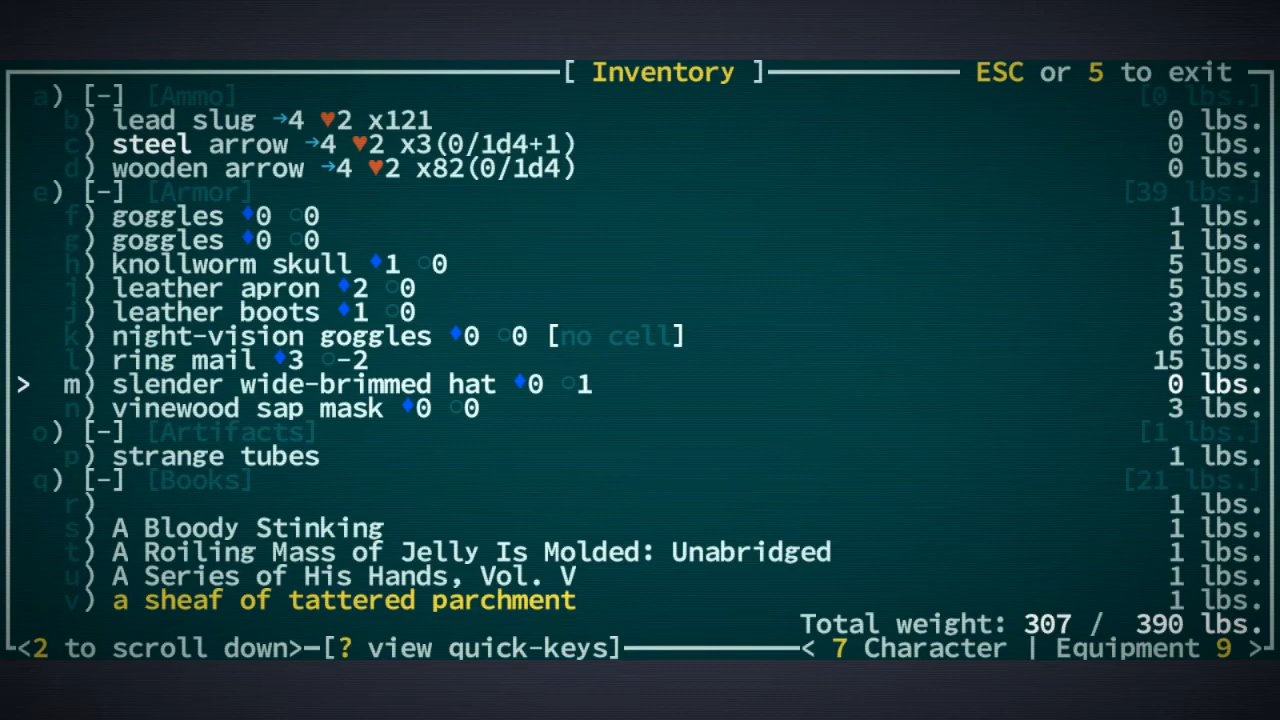 [ Inventory ] ESC or 5 to exit
a) [-] [Ammo] [0 lbs.]
b) lead slug →4 ♥2 x121 0 lbs.
c) steel arrow →4 ♥2 x3(0/1d4+1) 0 lbs.
d) wooden arrow →4 ♥2 x82(0/1d4) 0 lbs.
e) [-] [Armor] [39 lbs.]
f) goggles ♦0 ○0 1 lbs.
g) goggles ♦0 ○0 1 lbs.
h) knollworm skull ♦1 ○0 5 lbs.
i) leather apron ♦2 ○0 5 lbs.
j) leather boots ♦1 ○0 3 lbs.
k) night-vision goggles ♦0 ○0 [no cell] 6 lbs.
l) ring mail ♦3 ○-2 15 lbs.
> m) slender wide-brimmed hat ♦0 ○1 0 lbs.
n) vinewood sap mask ♦0 ○0 3 lbs.
o) [-] [Artifacts] [1 lbs.]
p) strange tubes 1 lbs.
q) [-] [Books] [21 lbs.]
r) 1 lbs.
s) A Bloody Stinking 1 lbs.
t) A Roiling Mass of Jelly Is Molded: Unabridged 1 lbs.
u) A Series of His Hands, Vol. V 1 lbs.
v) a sheaf of tattered parchment 1 lbs.
Total weight: 307 / 390 lbs.
<2 to scroll down> [? view quick-keys] < 7 Character | Equipment 9 >